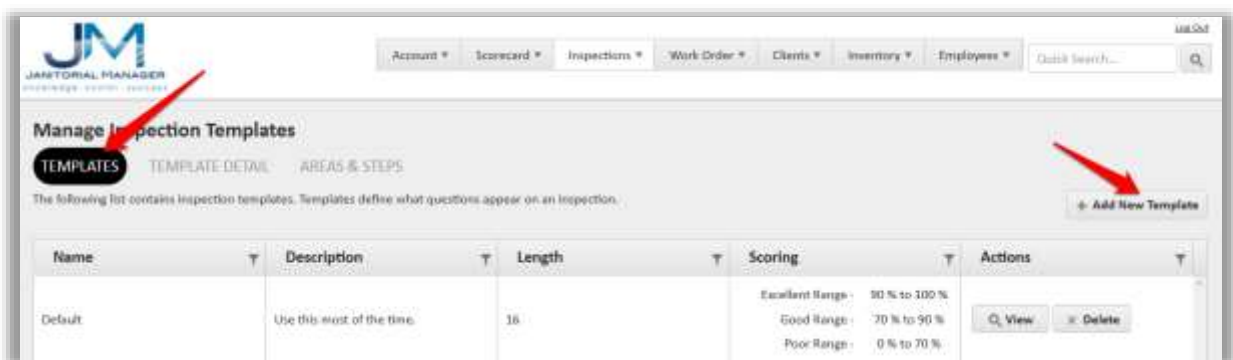 Log Out
JM
JANITORIAL MANAGER
Account Scorecard Inspections Work Order Clients Inventory Employees Quick Search...
Manage Inspection Templates
TEMPLATES TEMPLATE DETAIL AREAS & STEPS
The following list contains inspection templates. Templates define what questions appear on an inspection.
+ Add New Template
Name Description Length Scoring Actions
Excellent Range - 90 % to 100 %
Default Use this most of the time. 16 Good Range - 70 % to 90 % View × Delete
Poor Range - 0 % to 70 %